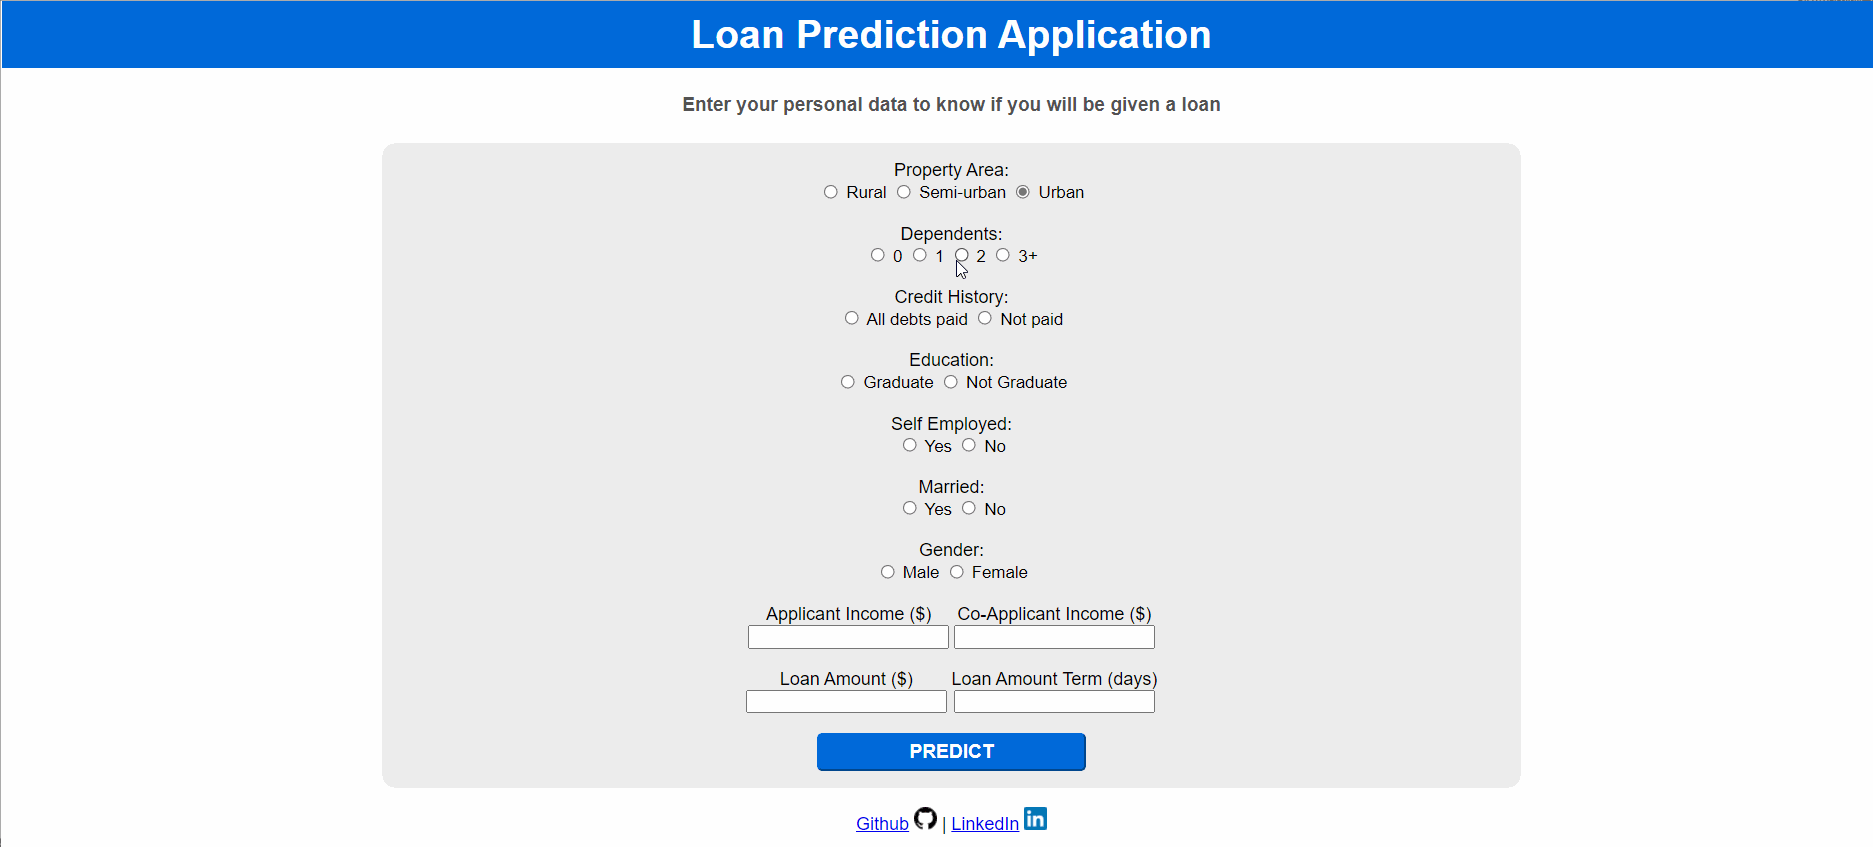 Loan Prediction Application
Enter your personal data to know if you will be given a loan
Property Area:
Rural Semi-urban Urban
Dependents:
0 1 2 3+
Credit History:
All debts paid Not paid
Education:
Graduate Not Graduate
Self Employed:
Yes No
Married:
Yes No
Gender:
Male Female
Applicant Income ($) Co-Applicant Income ($)
Loan Amount ($) Loan Amount Term (days)
PREDICT
Github | LinkedIn in